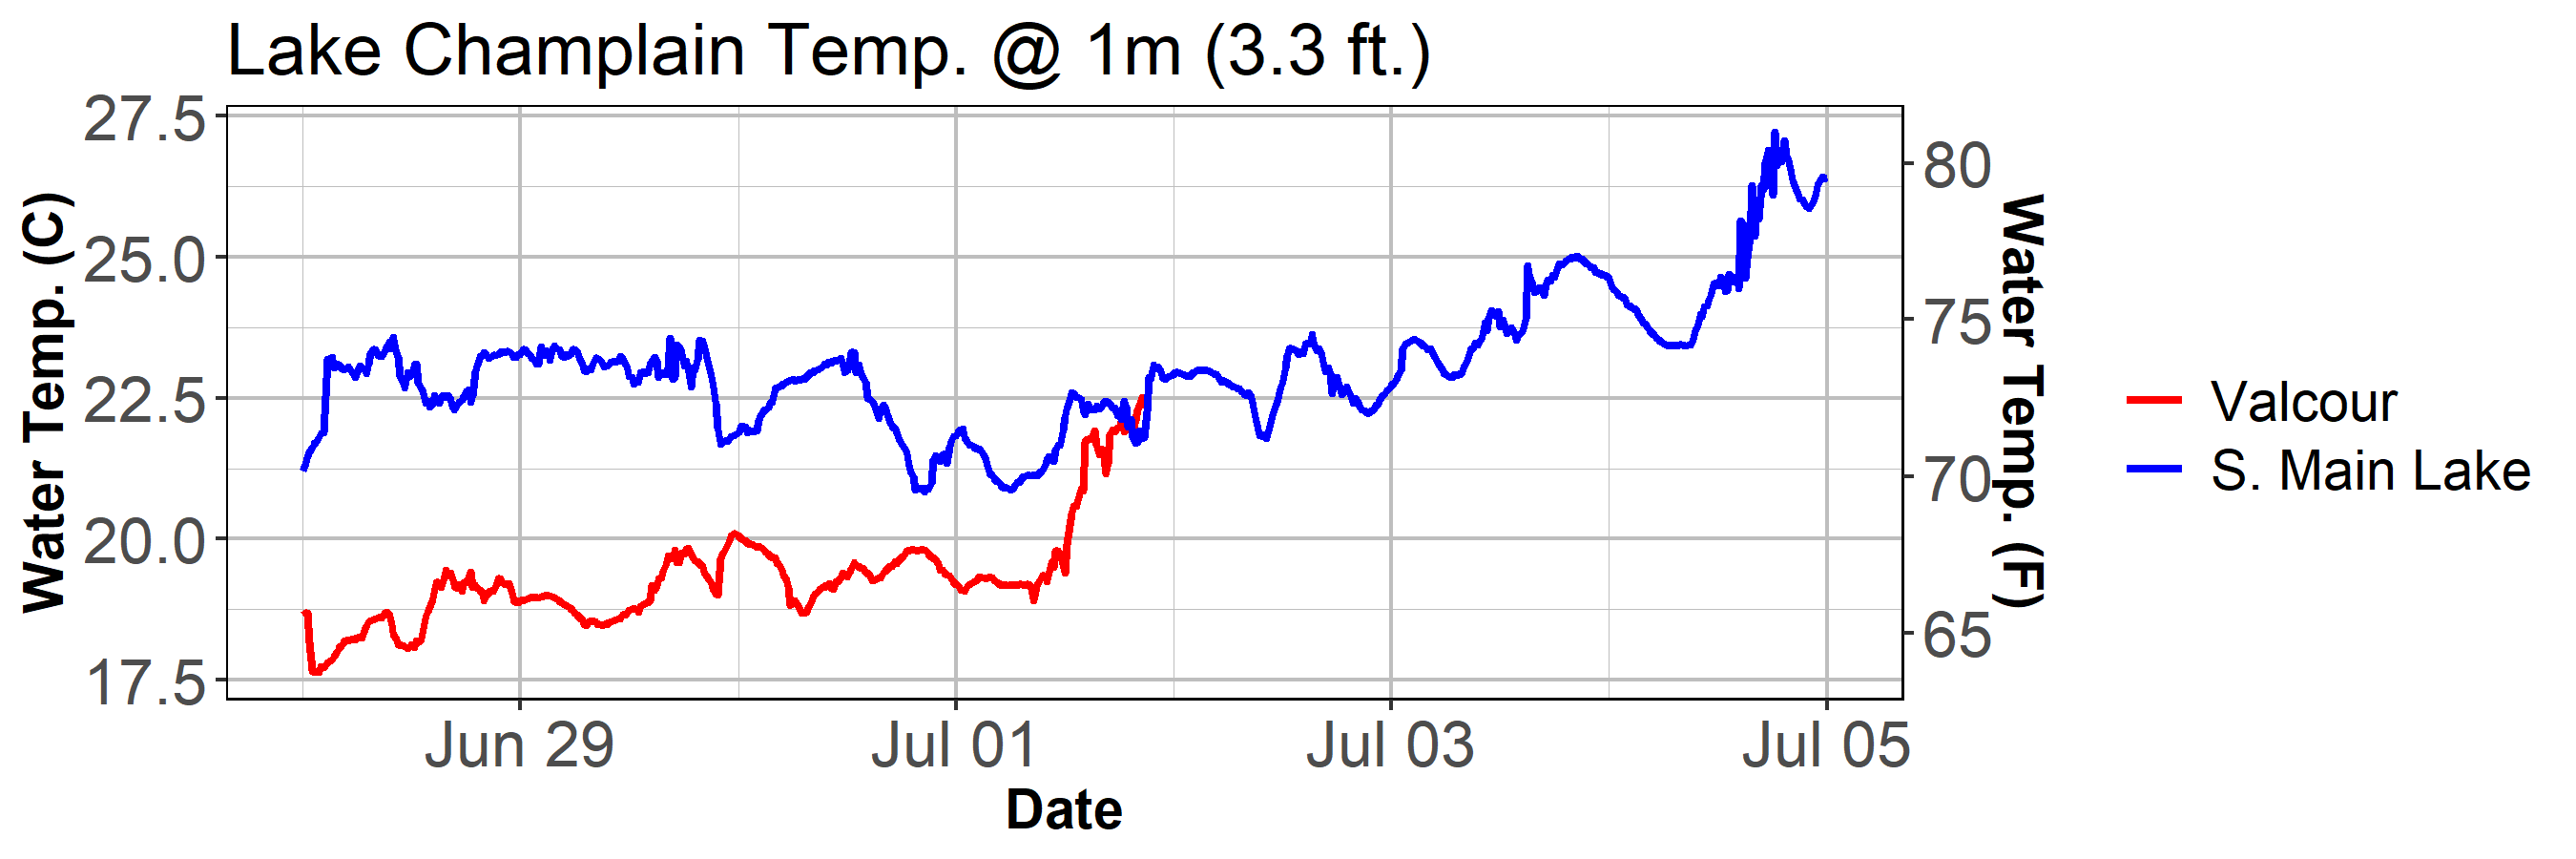 Lake Champlain Temp. @ 1m (3.3 ft.)
Water Temp. (C)
27.5
25.0
22.5
20.0
17.5
80
75
70
65
Water Temp. (F)
Jun 29
Jul 01
Jul 03
Jul 05
Date
Valcour
S. Main Lake